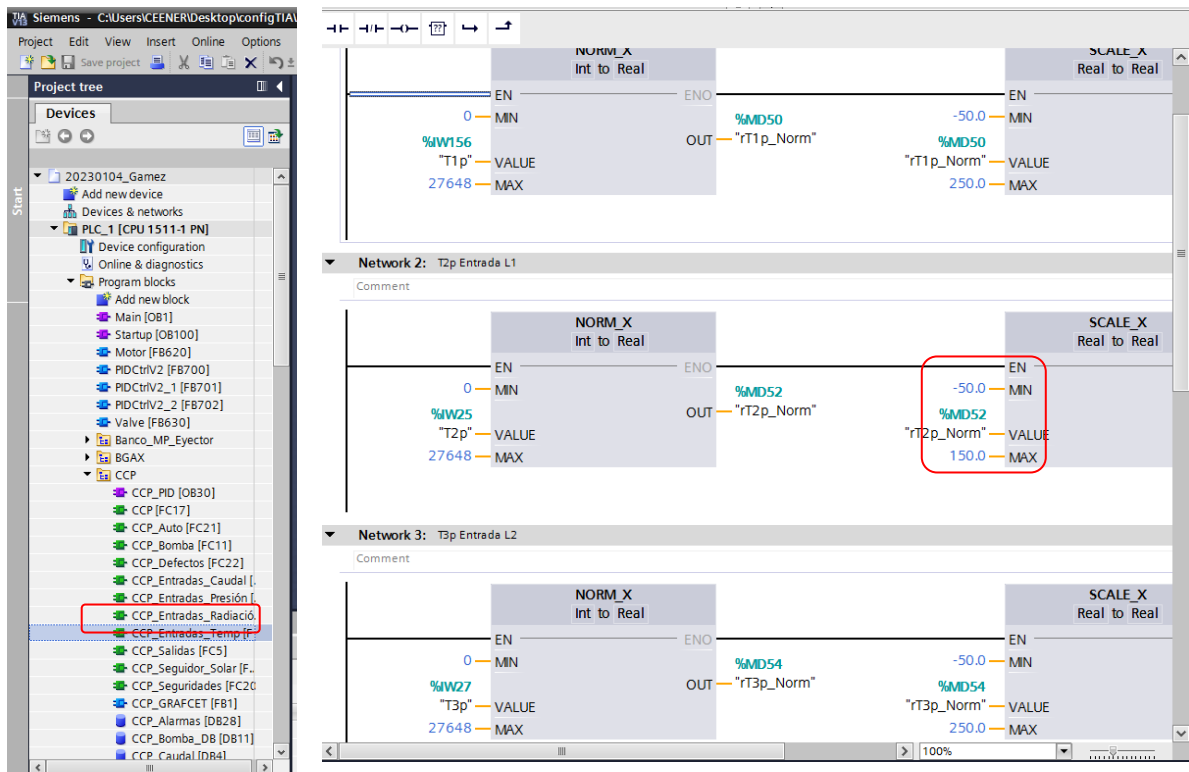 Siemens - C:\Users\CEENER\Desktop\configTIA\
Project Edit View Insert Online Options
Save project
Project tree
Devices
Start
20230104_Gamez
Add new device
Devices & networks
PLC_1 [CPU 1511-1 PN]
Device configuration
Online & diagnostics
Program blocks
Add new block
Main [OB1]
Startup [OB100]
Motor [FB620]
PIDCtrlV2 [FB700]
PIDCtrlV2_1 [FB701]
PIDCtrlV2_2 [FB702]
Valve [FB630]
Banco_MP_Eyector
BGAX
CCP
CCP_PID [OB30]
CCP [FC17]
CCP_Auto [FC21]
CCP_Bomba [FC11]
CCP_Defectos [FC22]
CCP_Entradas_Caudal [.
CCP_Entradas_Presión [.
CCP_Entradas_Radiació.
CCP_Entradas_Temp [F
CCP_Salidas [FC5]
CCP_Seguidor_Solar [F..
CCP_Seguridades [FC20
CCP_GRAFCET [FB1]
CCP_Alarmas [DB28]
CCP_Bomba_DB [DB11]
CCP_Caudal [DB4]
??
NORM_X SCALE_X
Int to Real Real to Real
EN ENO EN
0 MIN %MD50 -50.0 MIN
%IW156 OUT "rT1p_Norm" %MD50
"T1p" VALUE "rT1p_Norm" VALUE
27648 MAX 250.0 MAX
Network 2: T2p Entrada L1
Comment
NORM_X SCALE_X
Int to Real Real to Real
EN ENO EN
0 MIN %MD52 -50.0 MIN
%IW25 OUT "rT2p_Norm" %MD52
"T2p" VALUE "rT2p_Norm" VALUE
27648 MAX 150.0 MAX
Network 3: T3p Entrada L2
Comment
NORM_X SCALE_X
Int to Real Real to Real
EN ENO EN
0 MIN %MD54 -50.0 MIN
%IW27 OUT "rT3p_Norm" %MD54
"T3p" VALUE "rT3p_Norm" VALUE
27648 MAX 250.0 MAX
100%